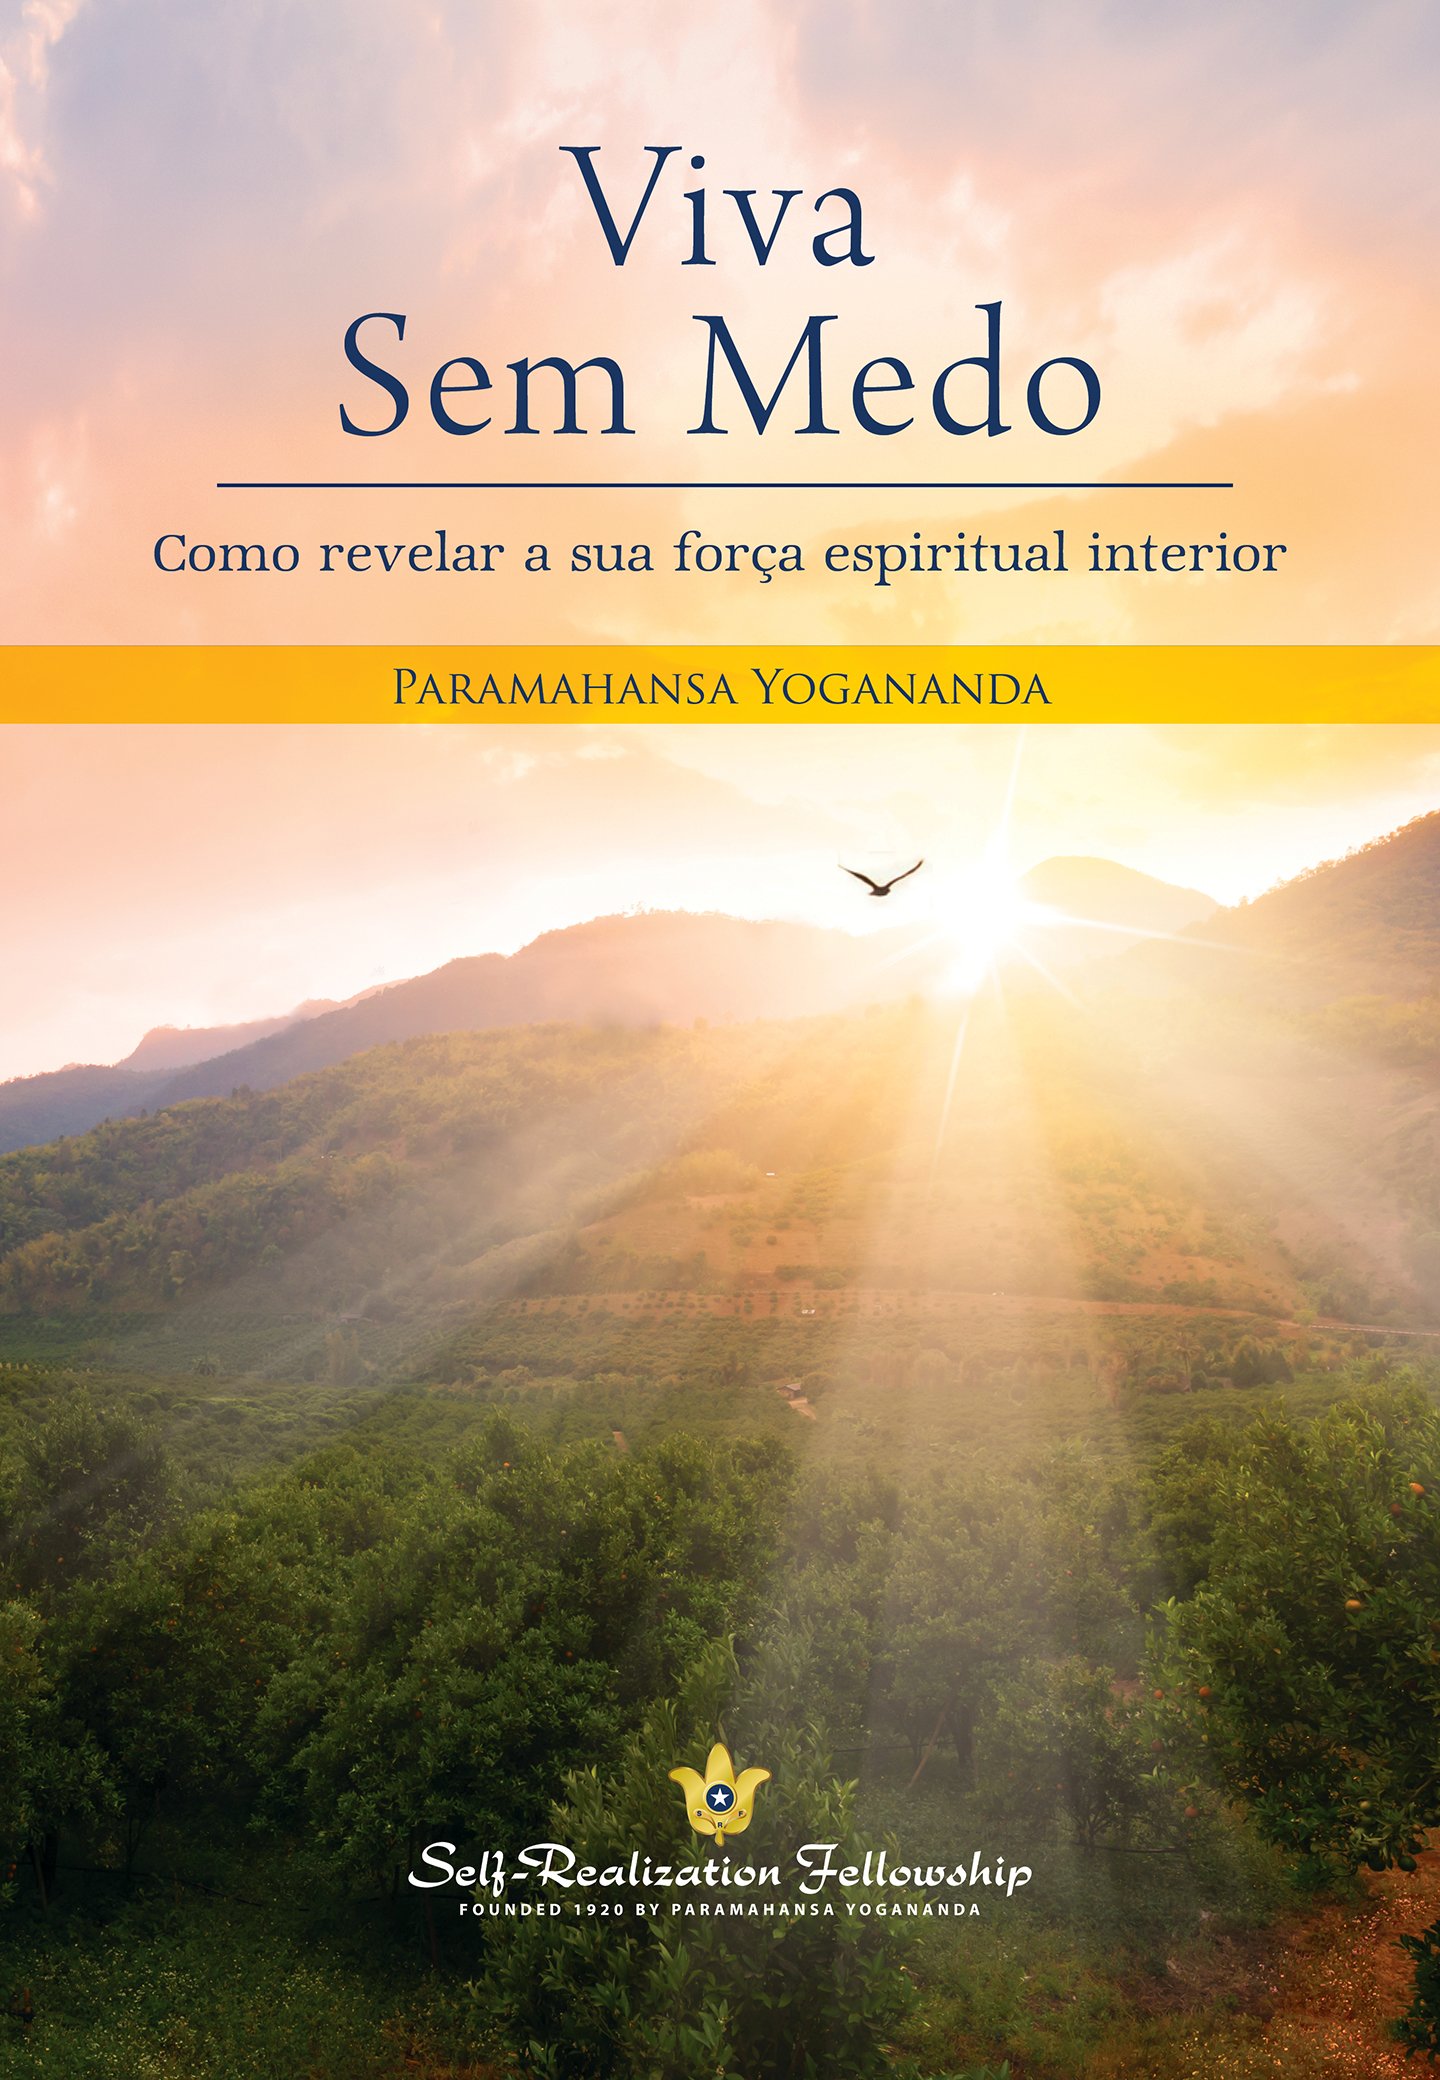 Viva
Sem Medo
Como revelar a sua força espiritual interior
PARAMAHANSA YOGANANDA
S R F
Self-Realization Fellowship
FOUNDED 1920 BY PARAMAHANSA YOGANANDA